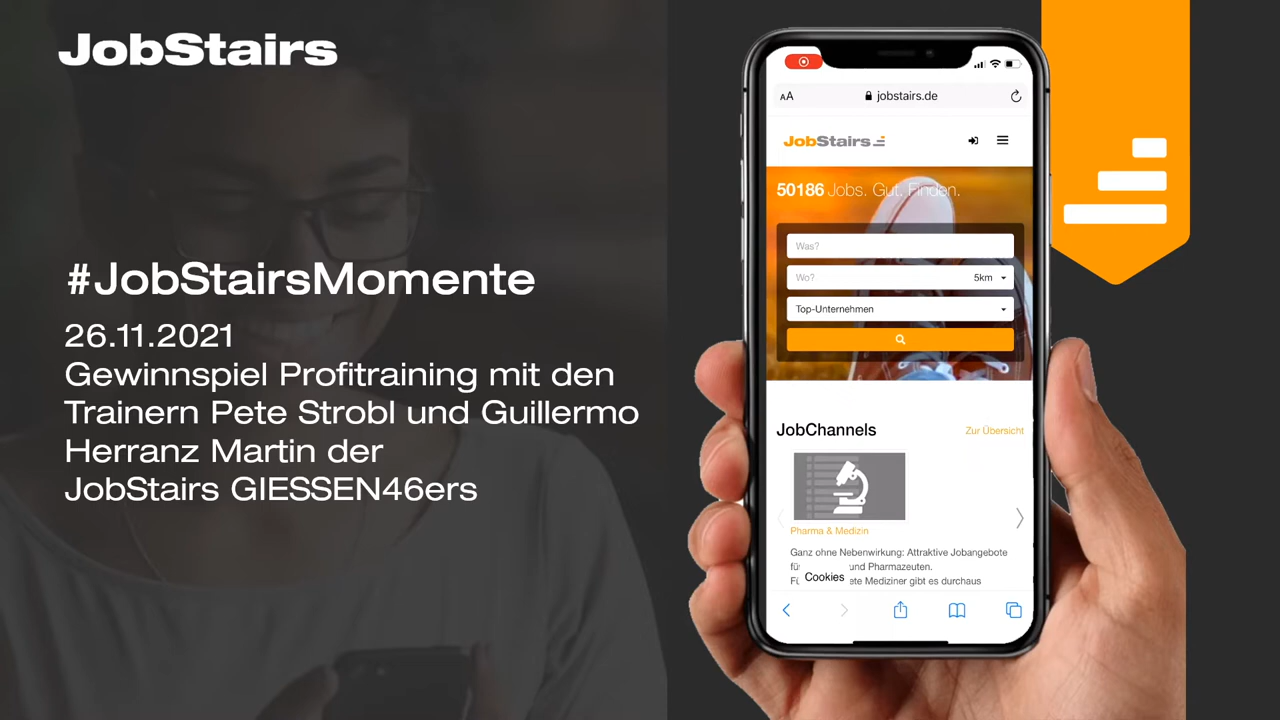 JobStairs
#JobStairsMomente
26.11.2021
Gewinnspiel Profitraining mit den
Trainern Pete Strobl und Guillermo
Herranz Martin der
JobStairs GIESSEN46ers
AA
jobstairs.de
JobStairs
50186 Jobs. Gut. Finden.
Was?
Wo?
5km
Top-Unternehmen
JobChannels
Zur Übersicht
Pharma & Medizin
Ganz ohne Nebenwirkung: Attraktive Jobangebote
und Pharmazeuten.
Cookies
Mediziner gibt es durchaus